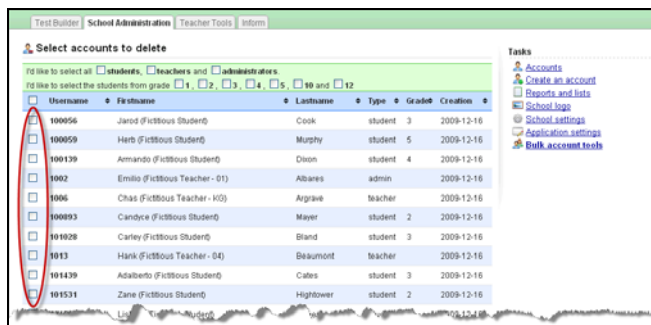 Test Builder School Administration Teacher Tools Inform
Select accounts to delete
I'd like to select all students, teachers and administrators.
I'd like to select the students from grade 1, 2, 3, 4, 5, 10 and 12
Username Firstname Lastname Type Grade Creation
100056 Jarod (Fictitious Student) Cook student 3 2009-12-16
100059 Herb (Fictitious Student) Murphy student 5 2009-12-16
100139 Armando (Fictitious Student) Dixon student 4 2009-12-16
1002 Emilio (Fictitious Teacher - 01) Albares admin 2009-12-16
1006 Chas (Fictitious Teacher - KG) Argrave teacher 2009-12-16
100893 Candyce (Fictitious Student) Mayer student 2 2009-12-16
101028 Carley (Fictitious Student) Bland student 3 2009-12-16
1013 Hank (Fictitious Teacher - 04) Beaumont teacher 2009-12-16
101439 Adalberto (Fictitious Student) Cates student 3 2009-12-16
101531 Zane (Fictitious Student) Hightower student 2 2009-12-16
Tasks
Accounts
Create an account
Reports and lists
School logo
School settings
Application settings
Bulk account tools